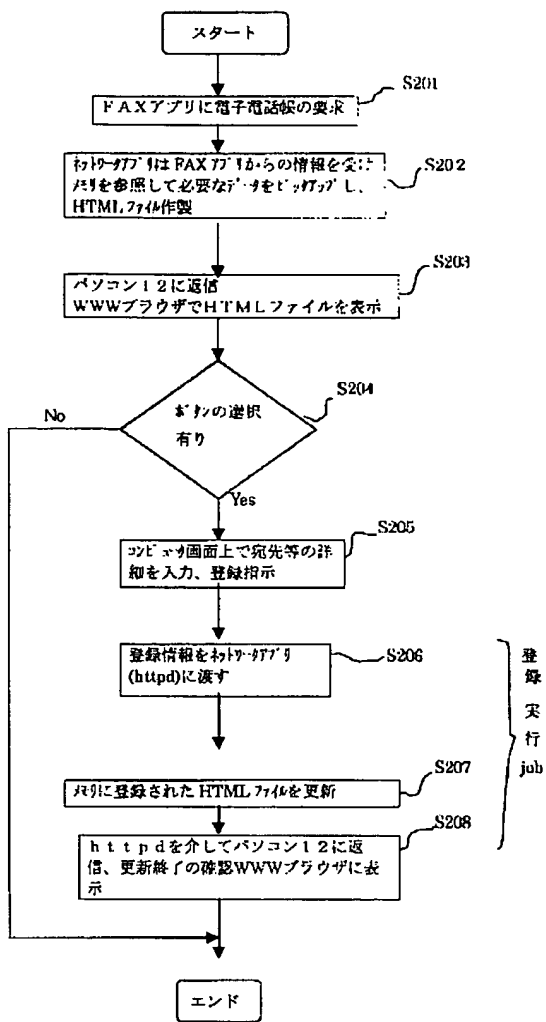 スタート
S201
FAXアプリに電子電話帳の要求
S202
ネットワークアプリはFAXアプリからの情報を受け
メモリを参照して必要なデータをピックアップし、
HTMLファイル作製
S203
パソコン12に返信
WWWブラウザでHTMLファイルを表示
S204
No
ボタンの選択
有り
Yes
S205
コンピュータ画面上で宛先等の詳
細を入力、登録指示
S206
登録情報をネットワークアプリ
(httpd)に渡す
登録実行job
S207
メモリに登録されたHTMLファイルを更新
S208
httpdを介してパソコン12に返
信、更新終了の確認WWWブラウザに表
示
エンド